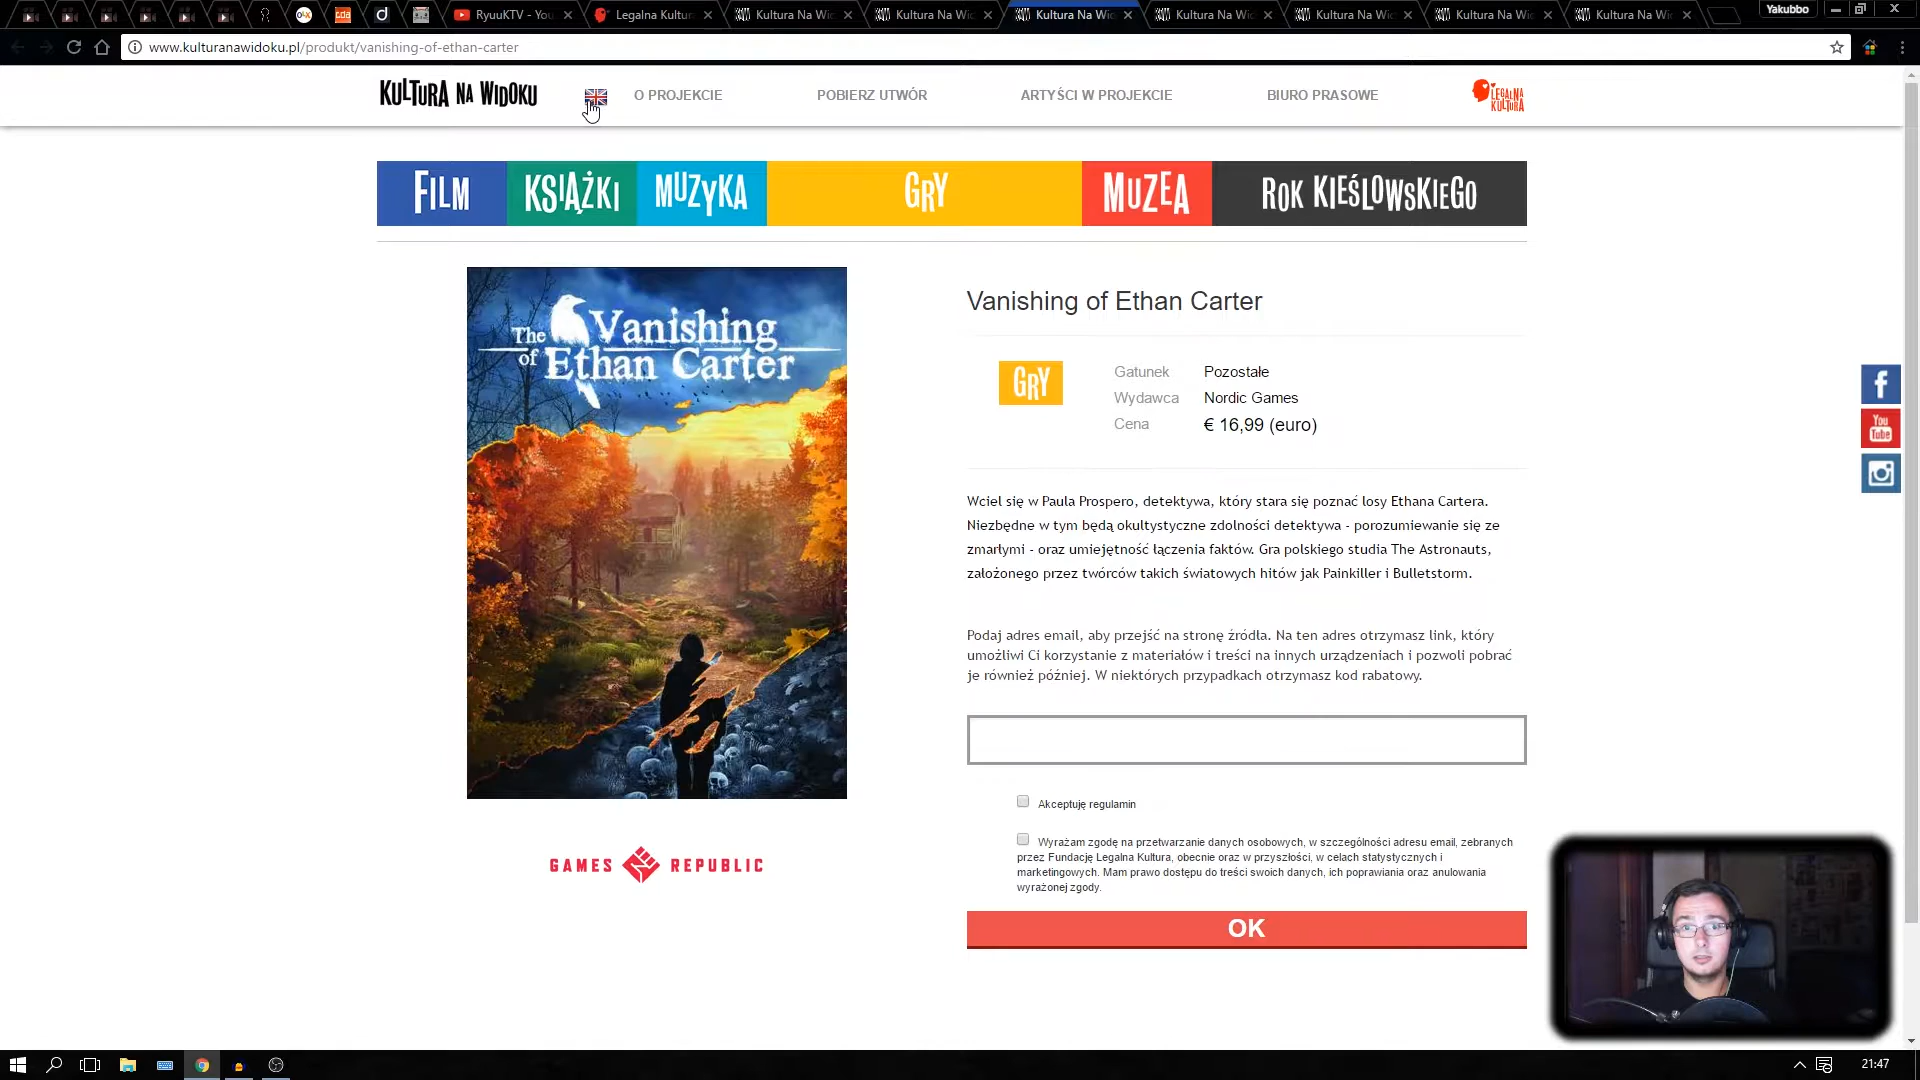 RyuukTV - You
Legalna Kultur
Kultura Na Wid
Kultura Na Wid
Kultura Na Wid
Kultura Na Wid
Kultura Na Wid
Kultura Na Wid
Kultura Na Wid
Yakubbo
www.kulturanawidoku.pl/produkt/vanishing-of-ethan-carter
KULTURA NA WIDOKU
O PROJEKCIE
POBIERZ UTWÓR
ARTYŚCI W PROJEKCIE
BIURO PRASOWE
LEGALNA
KULTURA
FILM
KSIĄŻKI
MUZYKA
GRY
MUZEA
ROK KIEŚLOWSKIEGO
The Vanishing
of Ethan Carter
GAMES REPUBLIC
Vanishing of Ethan Carter
GRY
Gatunek Pozostałe
Wydawca Nordic Games
Cena € 16,99 (euro)
Wciel się w Paula Prospero, detektywa, który stara się poznać losy Ethana Cartera.
Niezbędne w tym będą okultystyczne zdolności detektywa - porozumiewanie się ze
zmarłymi - oraz umiejętność łączenia faktów. Gra polskiego studia The Astronauts,
założonego przez twórców takich światowych hitów jak Painkiller i Bulletstorm.
Podaj adres email, aby przejść na stronę źródła. Na ten adres otrzymasz link, który
umożliwi Ci korzystanie z materiałów i treści na innych urządzeniach i pozwoli pobrać
je również później. W niektórych przypadkach otrzymasz kod rabatowy.
Akceptuję regulamin
Wyrażam zgodę na przetwarzanie danych osobowych, w szczególności adresu email, zebranych
przez Fundację Legalna Kultura, obecnie oraz w przyszłości, w celach statystycznych i
marketingowych. Mam prawo dostępu do treści swoich danych, ich poprawiania oraz anulowania
wyrażonej zgody.
OK
You
Tube
21:47